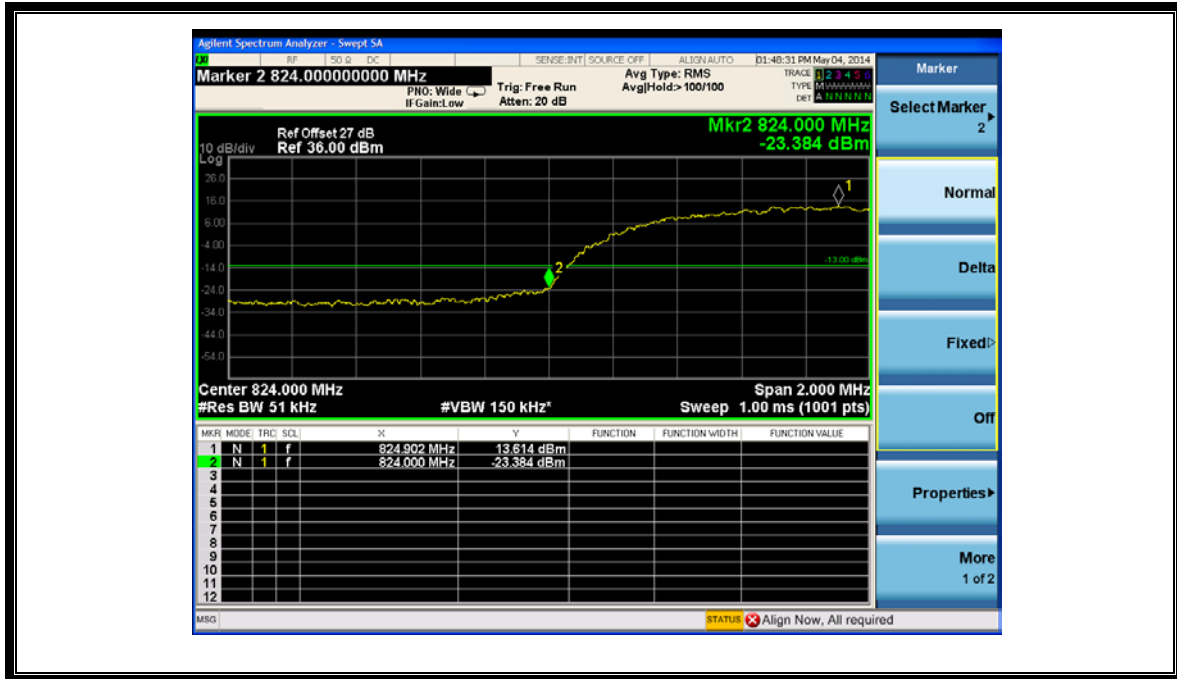 Agilent Spectrum Analyzer - Swept SA
LXI RF 50 Ω DC SENSE:INT SOURCE OFF ALIGN AUTO 01:48:31 PM May 04, 2014
Marker 2 824.000000000 MHz
PNO: Wide
IFGain:Low
Trig: Free Run
Atten: 20 dB
Avg Type: RMS
Avg|Hold:> 100/100
TRACE 1 2 3 4 5 6
TYPE M
DET A N N N N N
Ref Offset 27 dB
10 dB/div Ref 36.00 dBm
Log
Mkr2 824.000 MHz
-23.384 dBm
26.0
16.0
6.00
-4.00
-14.0
-24.0
-34.0
-44.0
-54.0
1
2
-13.00 dBm
Center 824.000 MHz Span 2.000 MHz
#Res BW 51 kHz #VBW 150 kHz* Sweep 1.00 ms (1001 pts)
MKR MODE TRC SCL X Y FUNCTION FUNCTION WIDTH FUNCTION VALUE
1 N 1 f 824.902 MHz 13.614 dBm
2 N 1 f 824.000 MHz -23.384 dBm
3
4
5
6
7
8
9
10
11
12
MSG STATUS Align Now, All required
Marker
Select Marker
2
Normal
Delta
Fixed
Off
Properties
More
1 of 2